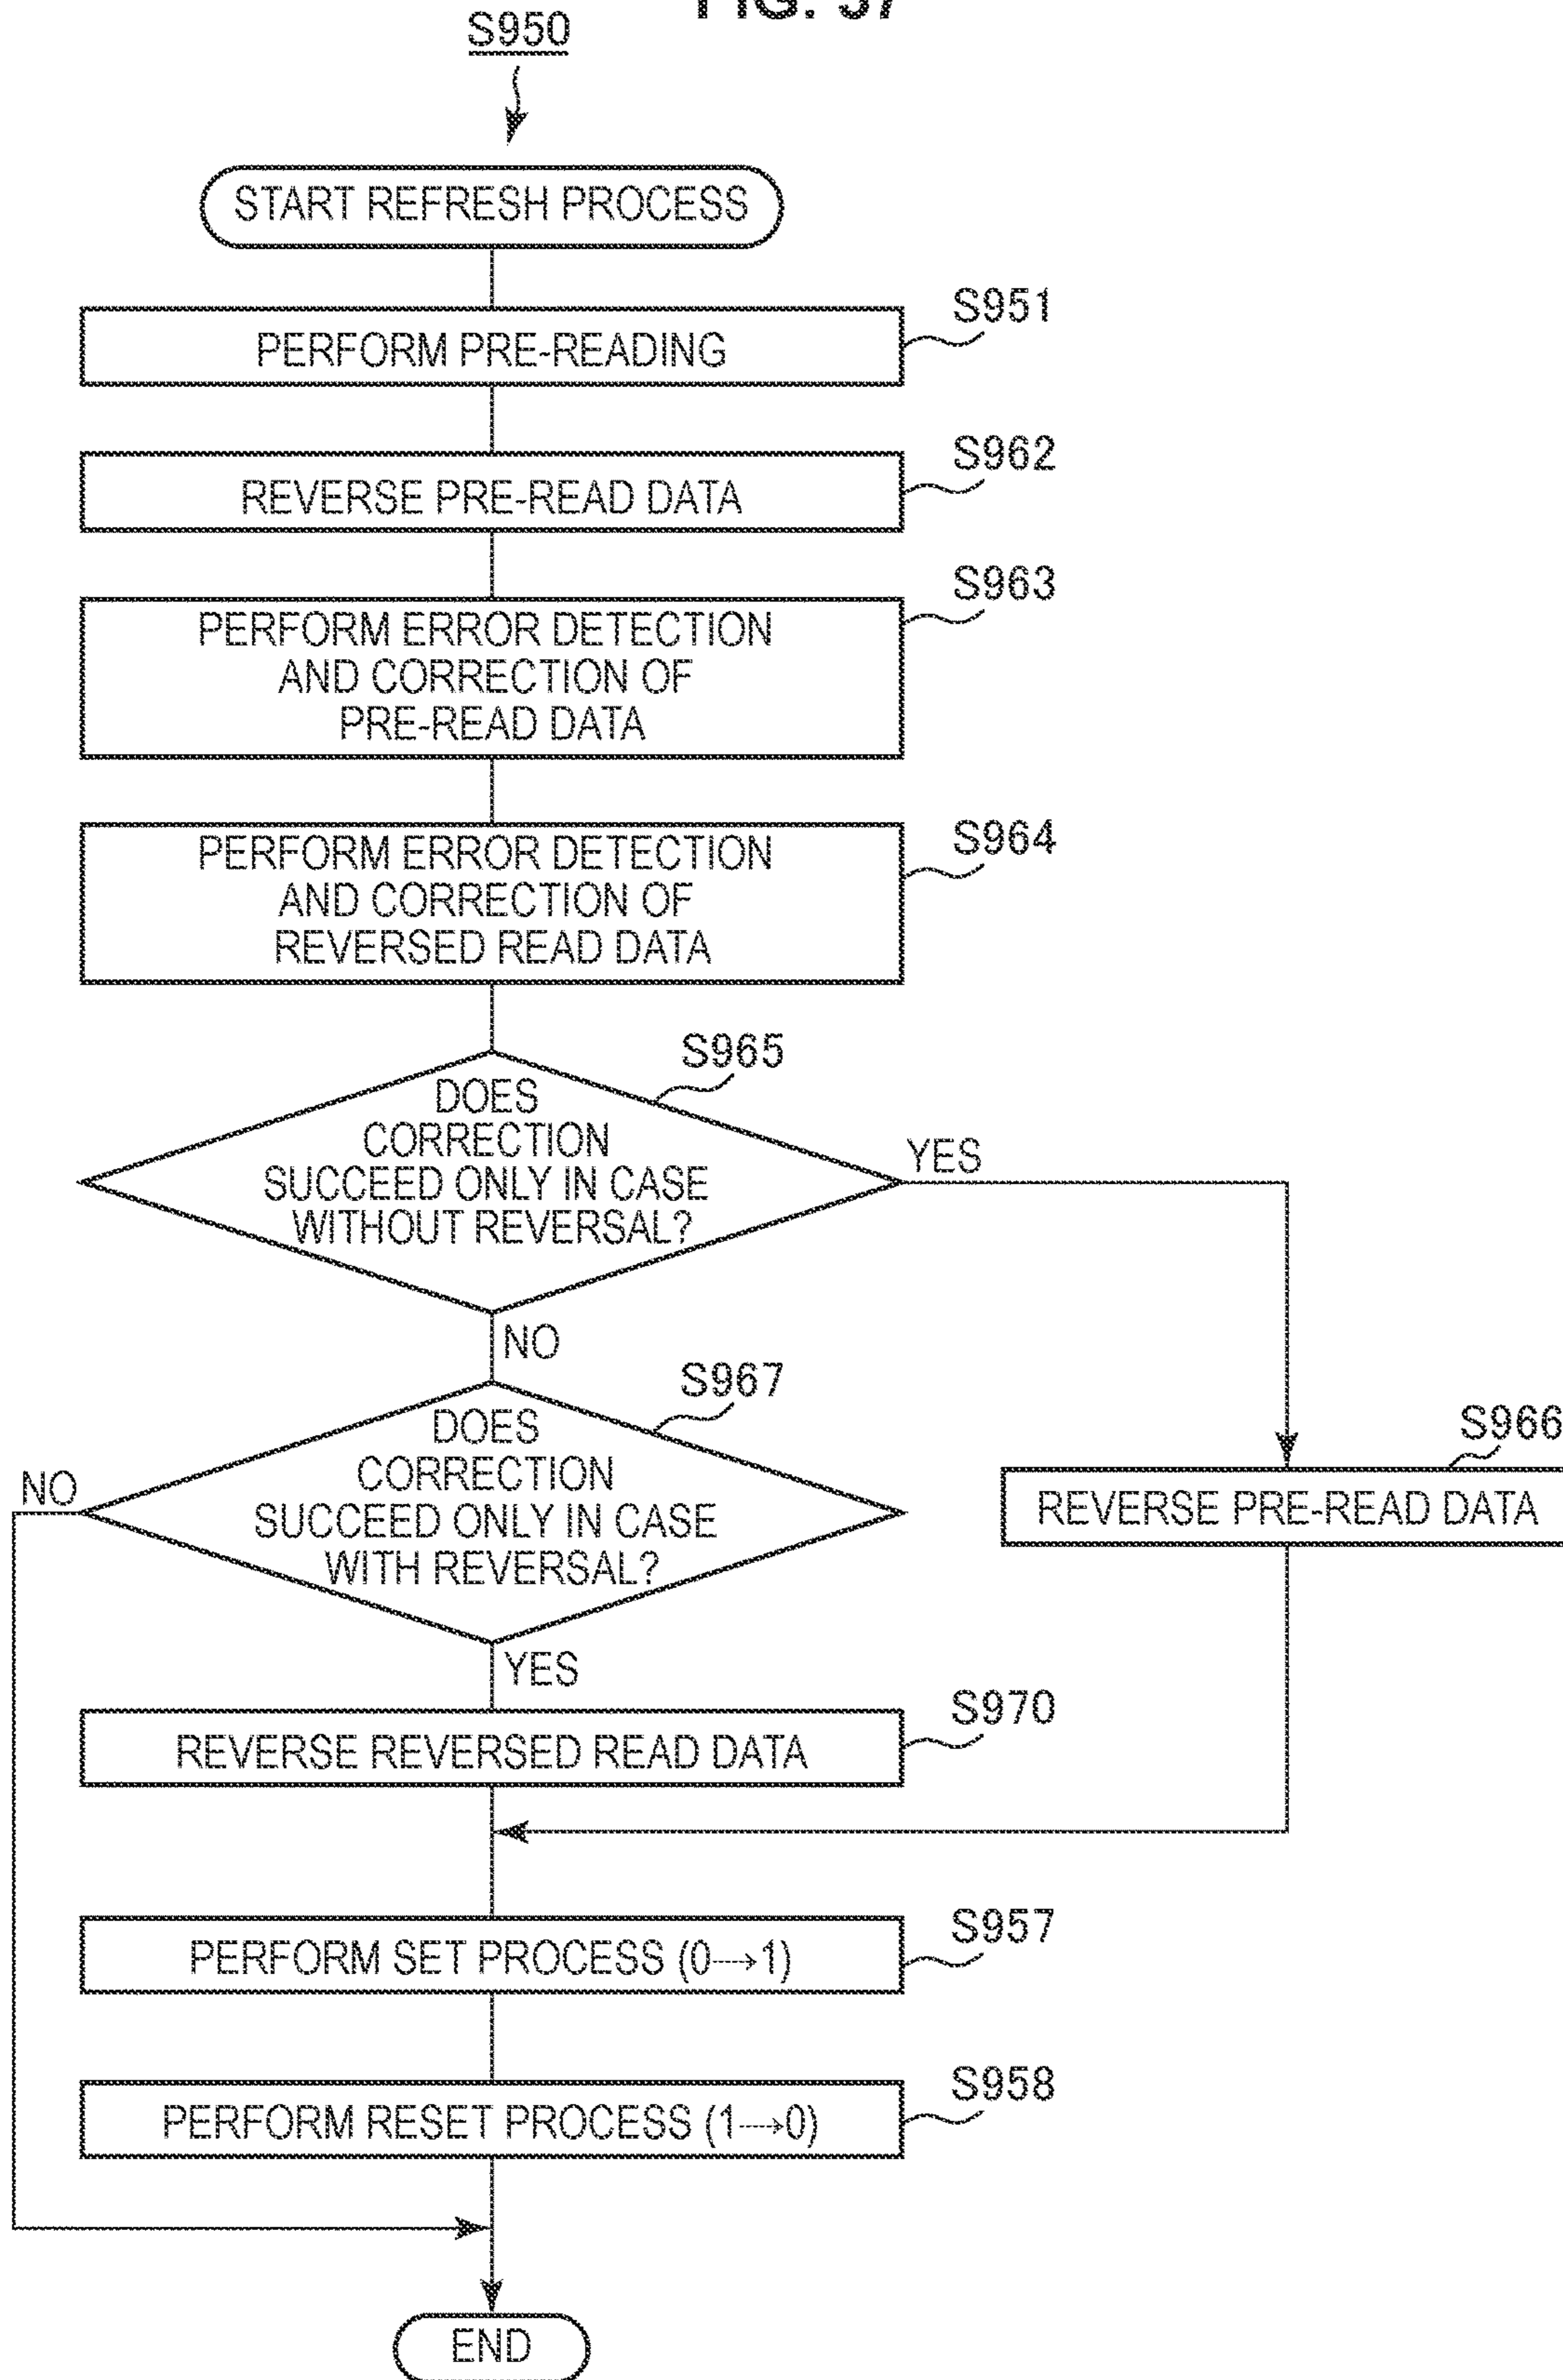 S950
START REFRESH PROCESS
S951
PERFORM PRE-READING
S962
REVERSE PRE-READ DATA
S963
PERFORM ERROR DETECTION
AND CORRECTION OF
PRE-READ DATA
S964
PERFORM ERROR DETECTION
AND CORRECTION OF
REVERSED READ DATA
S965
DOES
CORRECTION
SUCCEED ONLY IN CASE
WITHOUT REVERSAL?
YES
NO
S967
DOES
CORRECTION
SUCCEED ONLY IN CASE
WITH REVERSAL?
NO
S966
REVERSE PRE-READ DATA
YES
S970
REVERSE REVERSED READ DATA
S957
PERFORM SET PROCESS (0→1)
S958
PERFORM RESET PROCESS (1→0)
END